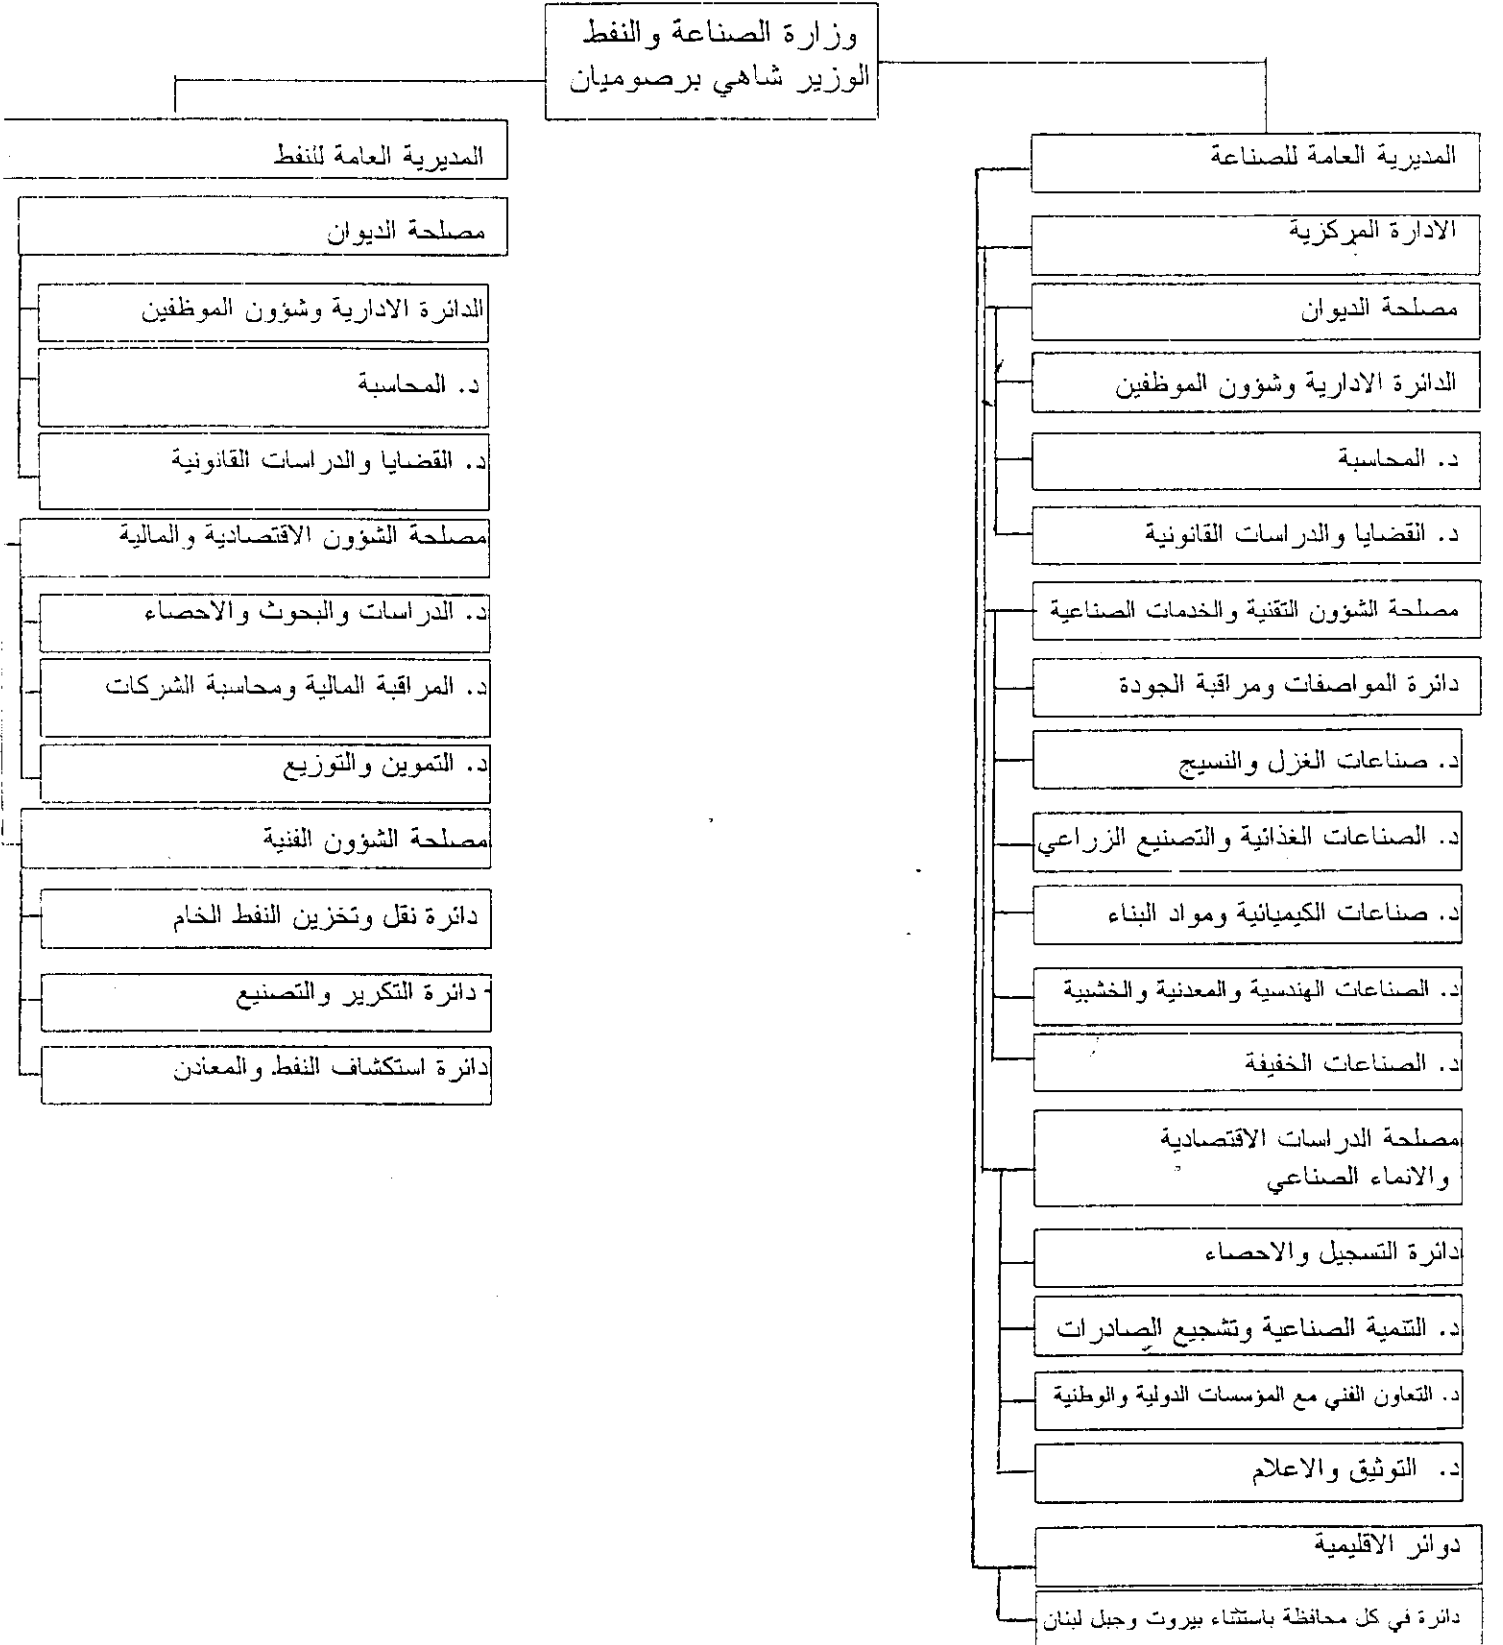 وزارة الصناعة والنفط
الوزير شاهي برصوميان
المديرية العامة للصناعة
الادارة المركزية
مصلحة الديوان
الدائرة الادارية وشؤون الموظفين
د. المحاسبة
د. القضايا والدراسات القانونية
مصلحة الشؤون التقنية والخدمات الصناعية
دائرة المواصفات ومراقبة الجودة
د. صناعات الغزل والنسيج
د. الصناعات الغذائية والتصنيع الزراعي
د. صناعات الكيميائية ومواد البناء
د. الصناعات الهندسية والمعدنية والخشبية
د. الصناعات الخفيفة
مصلحة الدراسات الاقتصادية
والانماء الصناعي
دائرة التسجيل والاحصاء
د. التنمية الصناعية وتشجيع الصادرات
د. التعاون الفني مع المؤسسات الدولية والوطنية
د. التوثيق والاعلام
دوائر الاقليمية
دائرة في كل محافظة باستثناء بيروت وجبل لبنان
المديرية العامة للنفط
مصلحة الديوان
الدائرة الادارية وشؤون الموظفين
د. المحاسبة
د. القضايا والدراسات القانونية
مصلحة الشؤون الاقتصادية والمالية
د. الدراسات والبحوث والاحصاء
د. المراقبة المالية ومحاسبة الشركات
د. التموين والتوزيع
مصلحة الشؤون الفنية
دائرة نقل وتخزين النفط الخام
دائرة التكرير والتصنيع
دائرة استكشاف النفط والمعادن